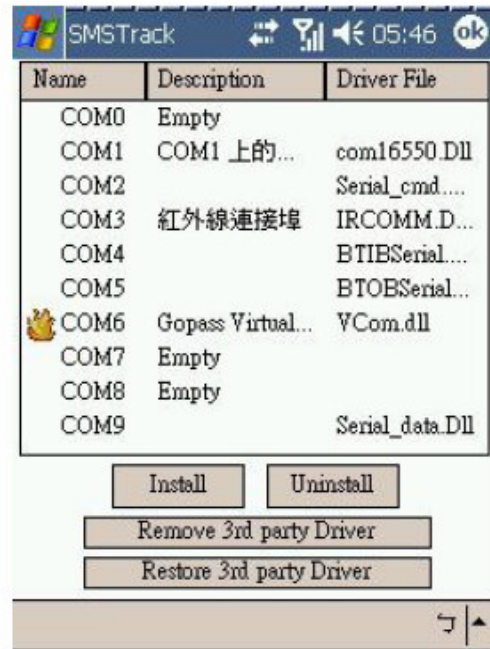 SMSTrack 05:46 ok
Name Description Driver File
COM0 Empty
COM1 COM1 上的... com16550.Dll
COM2 Serial_cmd....
COM3 紅外線連接埠 IRCOMM.D...
COM4 BTIBSerial....
COM5 BTOBSerial...
COM6 Gopass Virtual... VCom.dll
COM7 Empty
COM8 Empty
COM9 Serial_data.Dll
Install Uninstall
Remove 3rd party Driver
Restore 3rd party Driver
ㄅ